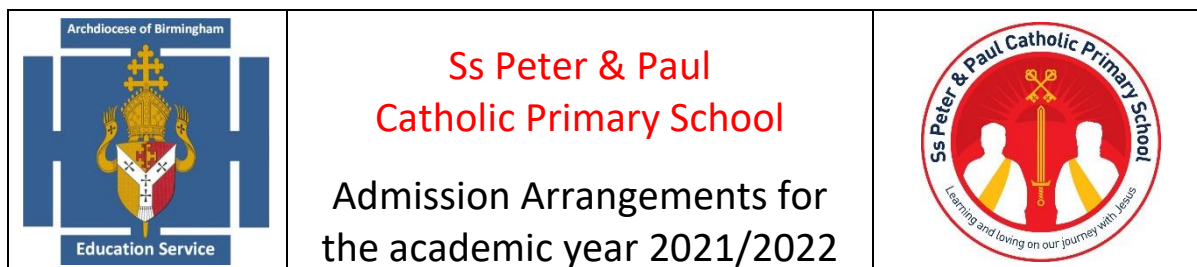 Archdiocese of Birmingham
Education Service
Ss Peter & Paul
Catholic Primary School
Admission Arrangements for
the academic year 2021/2022
Ss Peter & Paul Catholic Primary School
Learning and loving on our journey with Jesus